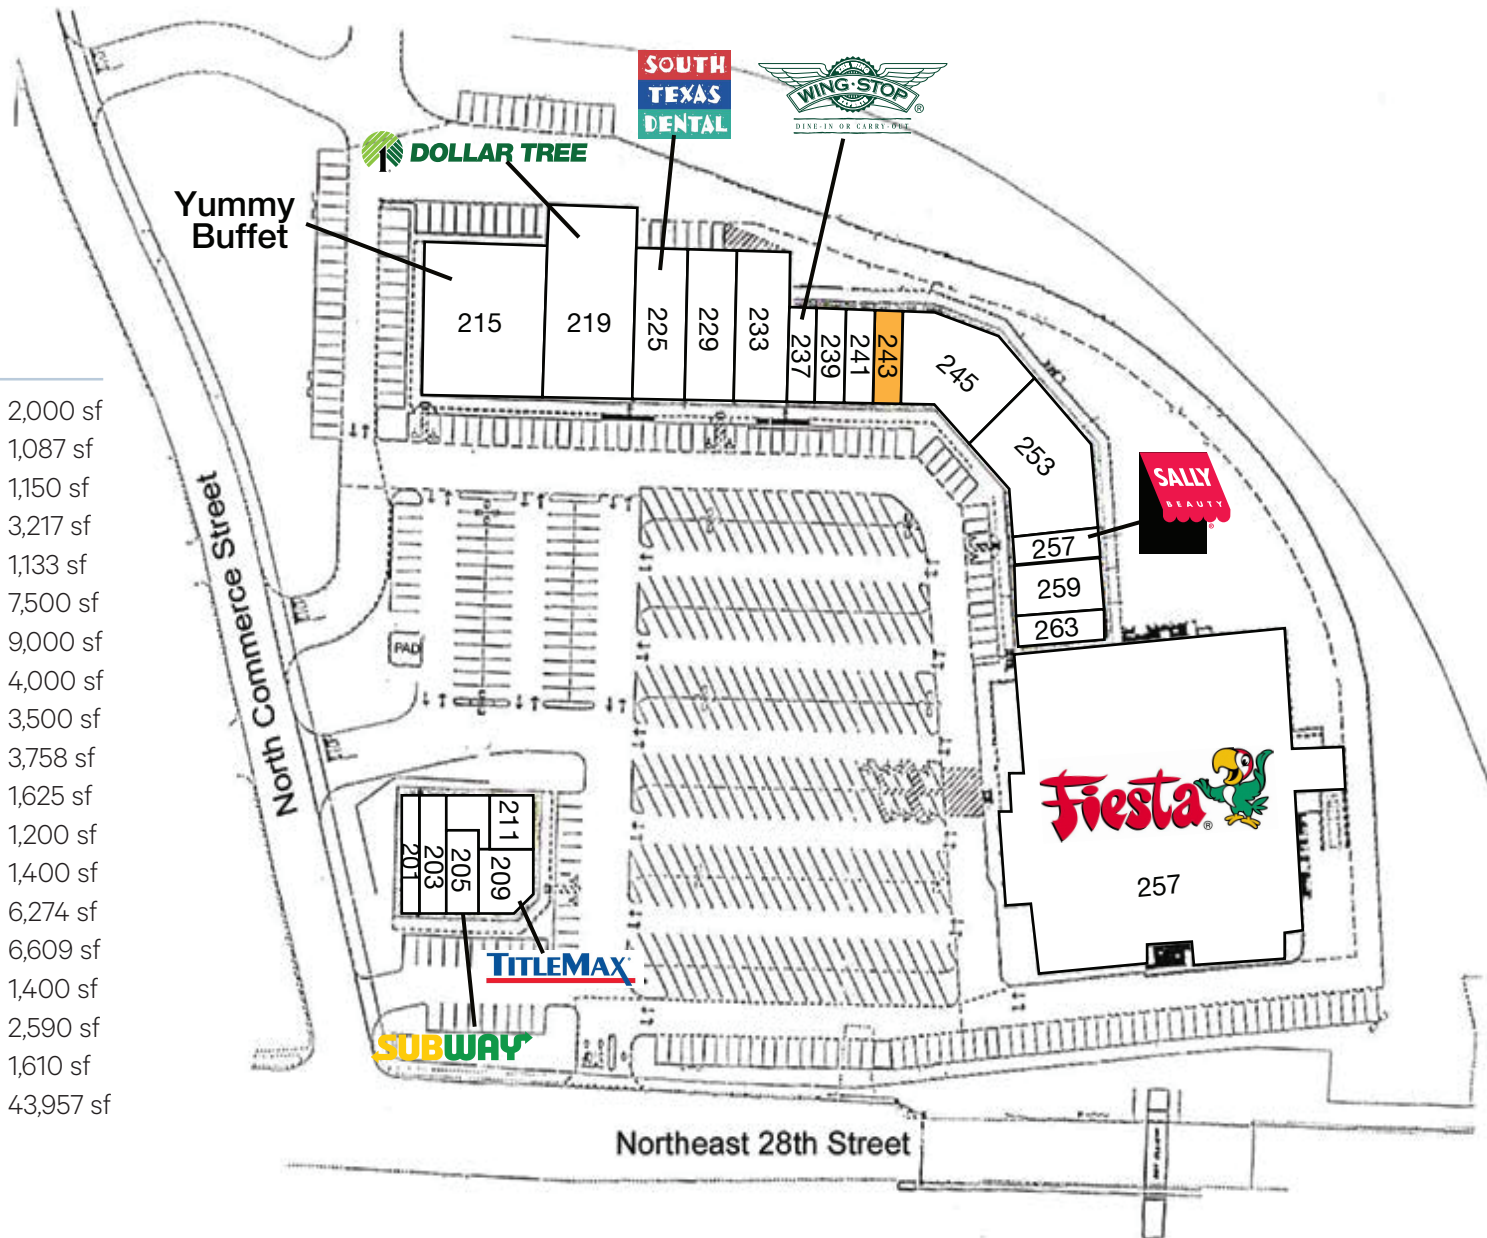 SOUTH
TEXAS
DENTAL
WING·STOP
®
DINE-IN OR CARRY-OUT
DOLLAR TREE
Yummy
Buffet
215
219
225
229
233
237
239
241
243
245
253
SALLY
BEAUTY
®
257
259
263
2,000 sf
1,087 sf
1,150 sf
3,217 sf
1,133 sf
7,500 sf
9,000 sf
4,000 sf
3,500 sf
3,758 sf
1,625 sf
1,200 sf
1,400 sf
6,274 sf
6,609 sf
1,400 sf
2,590 sf
1,610 sf
43,957 sf
North Commerce Street
PAD
Fiesta®
257
201
203
205
209
211
TITLEMAX
SUBWAY
Northeast 28th Street